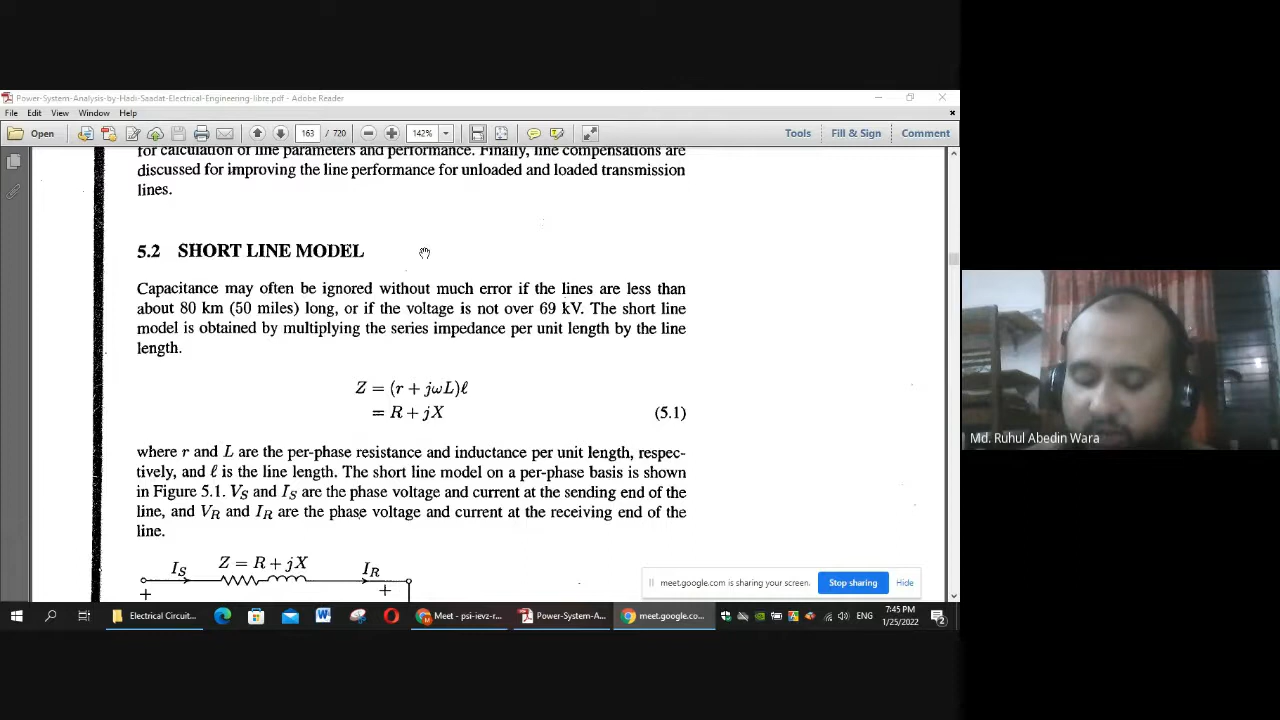 Power-System-Analysis-by-Hadi-Saadat-Electrical-Engineering-libre.pdf - Adobe Reader
File Edit View Window Help
Open 163 / 720 142% Tools Fill & Sign Comment
for calculation of line parameters and performance. Finally, line compensations are
discussed for improving the line performance for unloaded and loaded transmission
lines.
5.2 SHORT LINE MODEL
Capacitance may often be ignored without much error if the lines are less than
about 80 km (50 miles) long, or if the voltage is not over 69 kV. The short line
model is obtained by multiplying the series impedance per unit length by the line
length.
Z = (r + jωL)ℓ
= R + jX (5.1)
where r and L are the per-phase resistance and inductance per unit length, respec-
tively, and ℓ is the line length. The short line model on a per-phase basis is shown
in Figure 5.1. V_S and I_S are the phase voltage and current at the sending end of the
line, and V_R and I_R are the phase voltage and current at the receiving end of the
line.
I_S Z = R + jX I_R
+ +
meet.google.com is sharing your screen. Stop sharing Hide
Md. Ruhul Abedin Wara
Electrical Circuit... Meet - psi-ievz-r... Power-System-A... meet.google.co... ENG 7:45 PM
1/25/2022
2